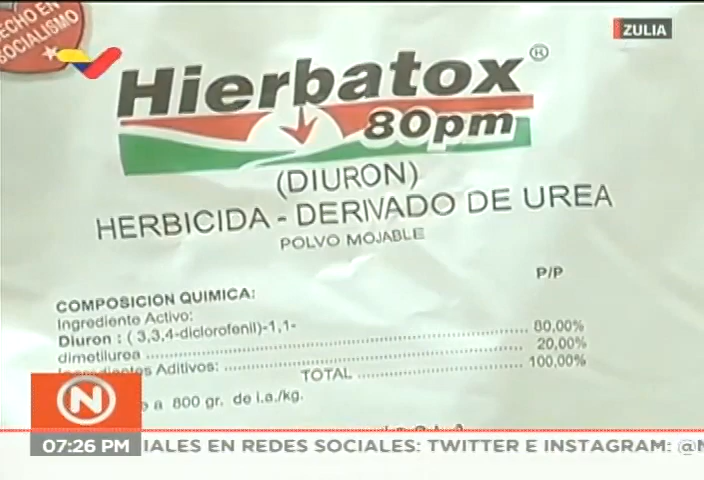 HECHO EN
SOCIALISMO
ZULIA
Hierbatox®
80pm
(DIURON)
HERBICIDA - DERIVADO DE UREA
POLVO MOJABLE
P/P
COMPOSICION QUIMICA:
Ingrediente Activo:
Diuron : ( 3,3,4-diclorofenil)-1,1-
dimetilurea ........ 80,00%
Ingredientes Aditivos: ........ 20,00%
TOTAL ........ 100,00%
a 800 gr. de i.a./kg.
N
07:26 PM
IALES EN REDES SOCIALES: TWITTER E INSTAGRAM: @